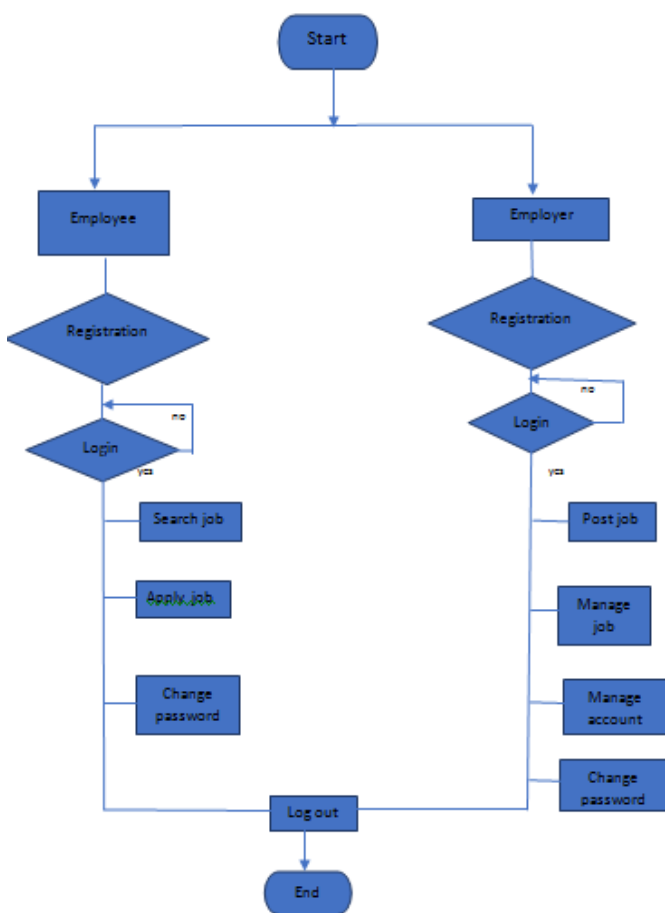 Start
Employee
Employer
Registration
Registration
no
no
Login
Login
yes
yes
Search job
Post job
Apply job
Manage
job
Change
password
Manage
account
Change
password
Log out
End